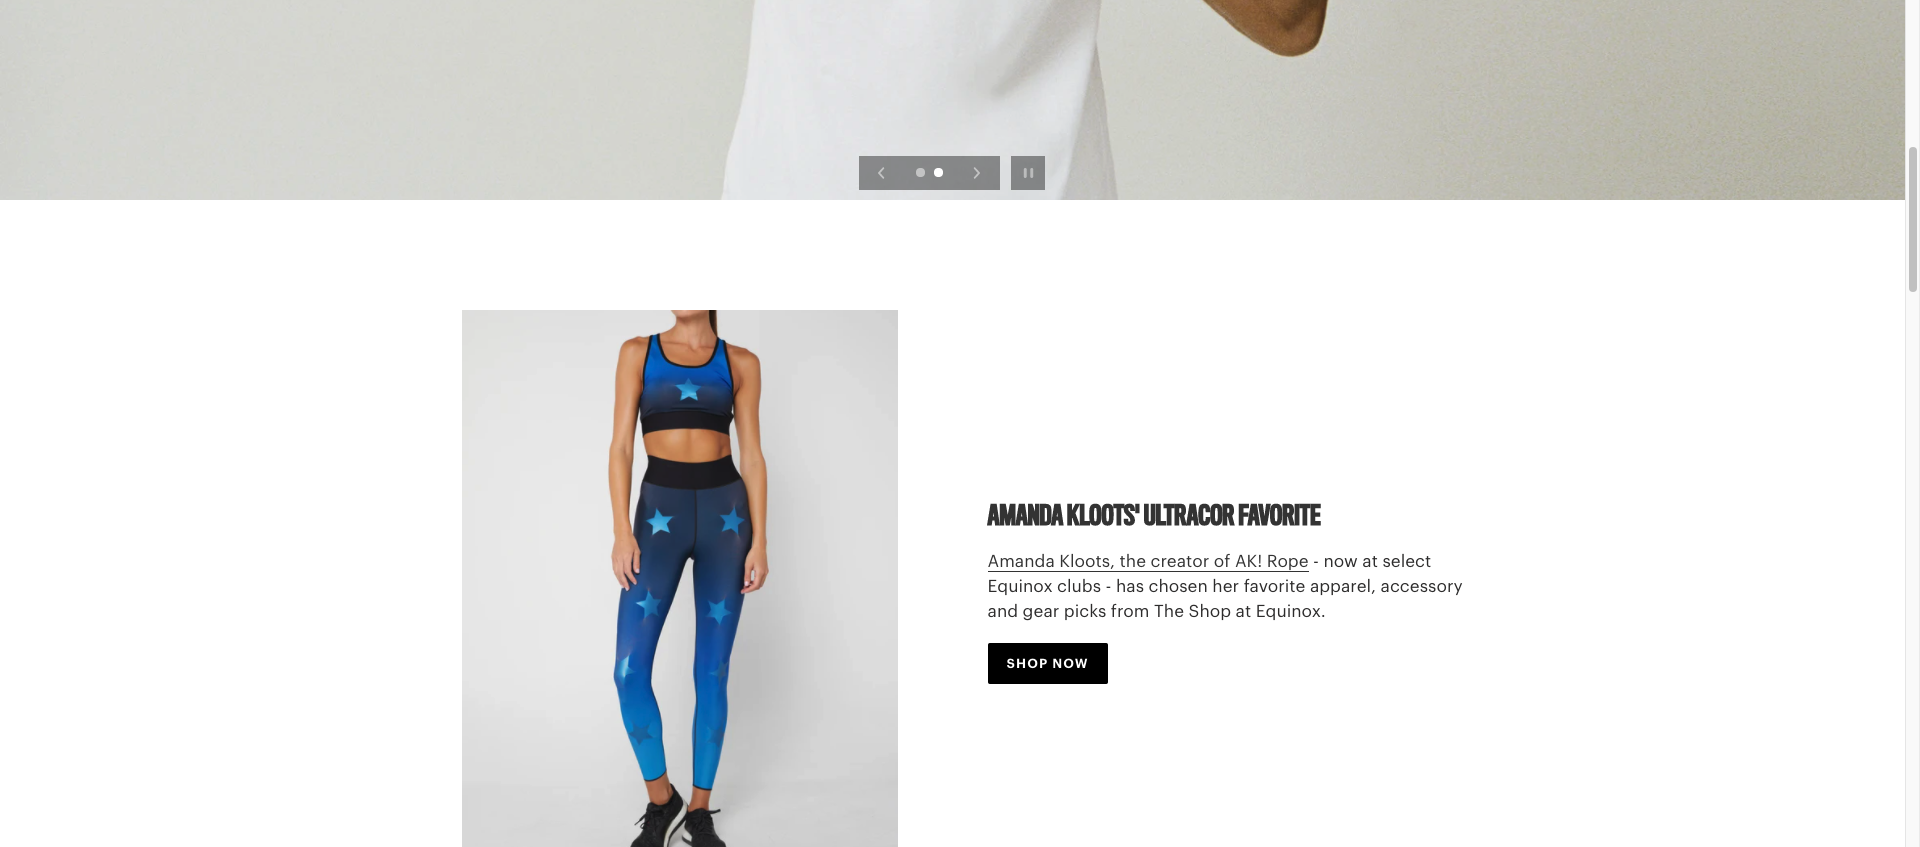 AMANDA KLOOTS' ULTRACOR FAVORITE
Amanda Kloots, the creator of AK! Rope - now at select
Equinox clubs - has chosen her favorite apparel, accessory
and gear picks from The Shop at Equinox.
SHOP NOW